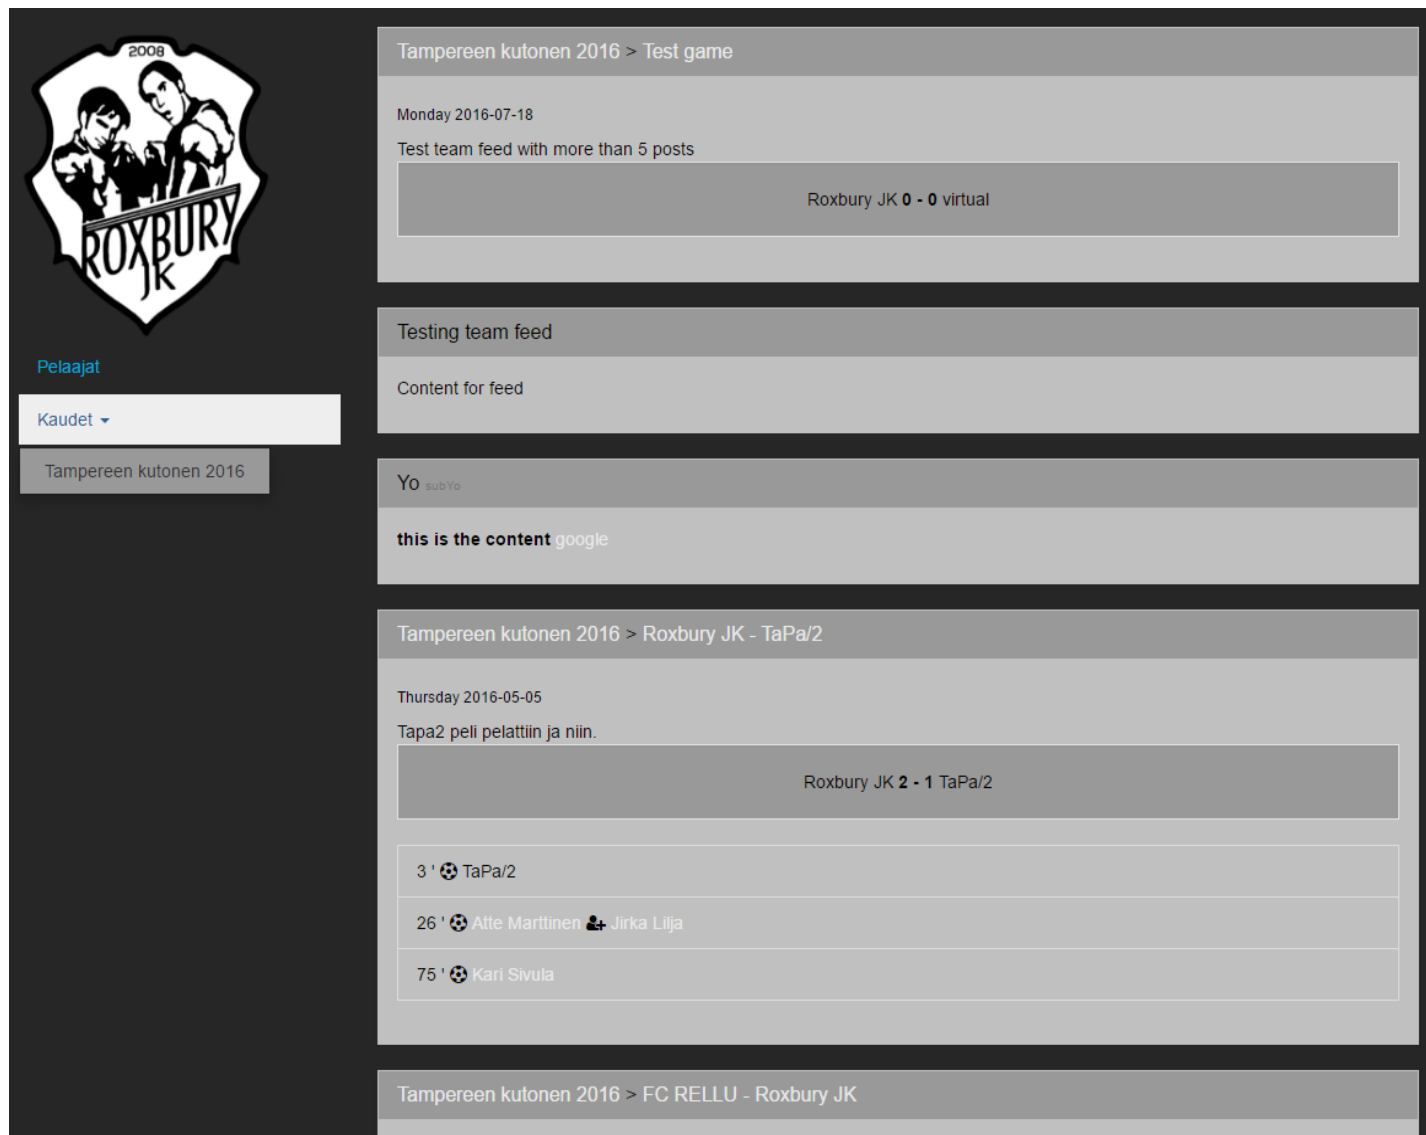 2008
ROXBURY
JK
Pelaajat
Kaudet
Tampereen kutonen 2016
Tampereen kutonen 2016 > Test game
Monday 2016-07-18
Test team feed with more than 5 posts
Roxbury JK 0 - 0 virtual
Testing team feed
Content for feed
Yo subYo
this is the content google
Tampereen kutonen 2016 > Roxbury JK - TaPa/2
Thursday 2016-05-05
Tapa2 peli pelattiin ja niin.
Roxbury JK 2 - 1 TaPa/2
3 ' TaPa/2
26 ' Atte Marttinen Jirka Lilja
75 ' Kari Sivula
Tampereen kutonen 2016 > FC RELLU - Roxbury JK